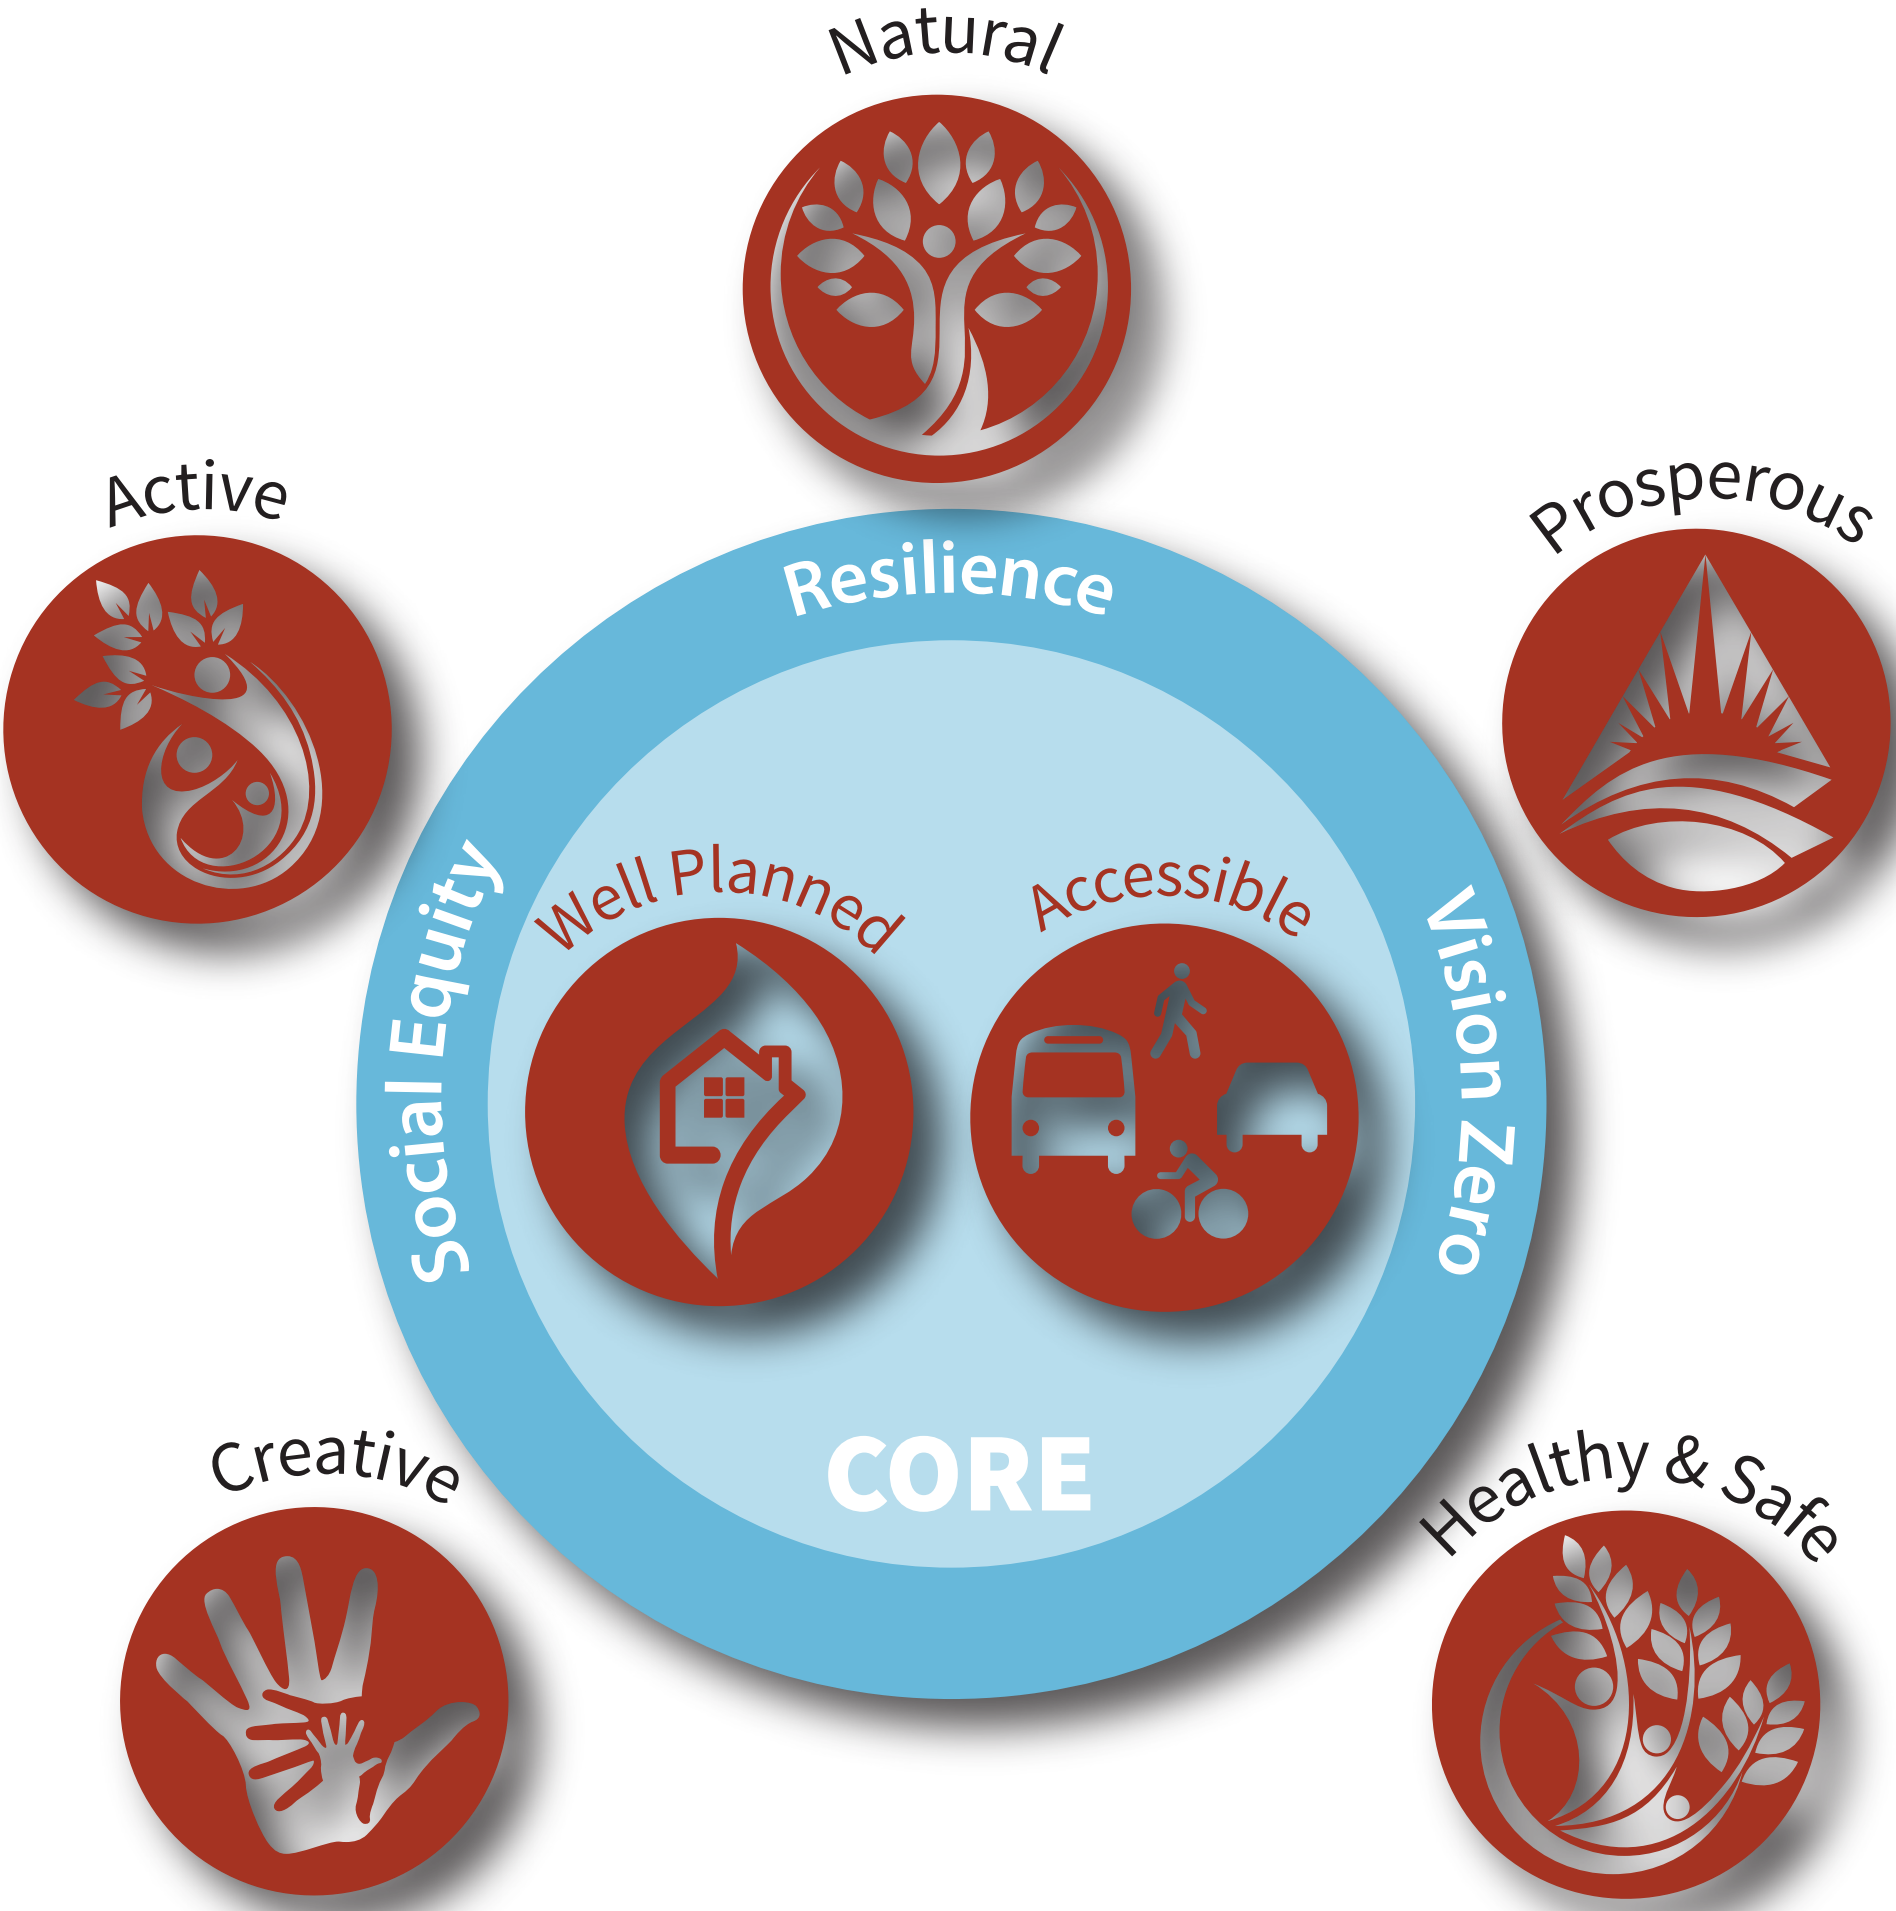 Natural
Active
Prosperous
Resilience
Social Equity
Vision Zero
Well Planned
Accessible
CORE
Creative
Healthy & Safe